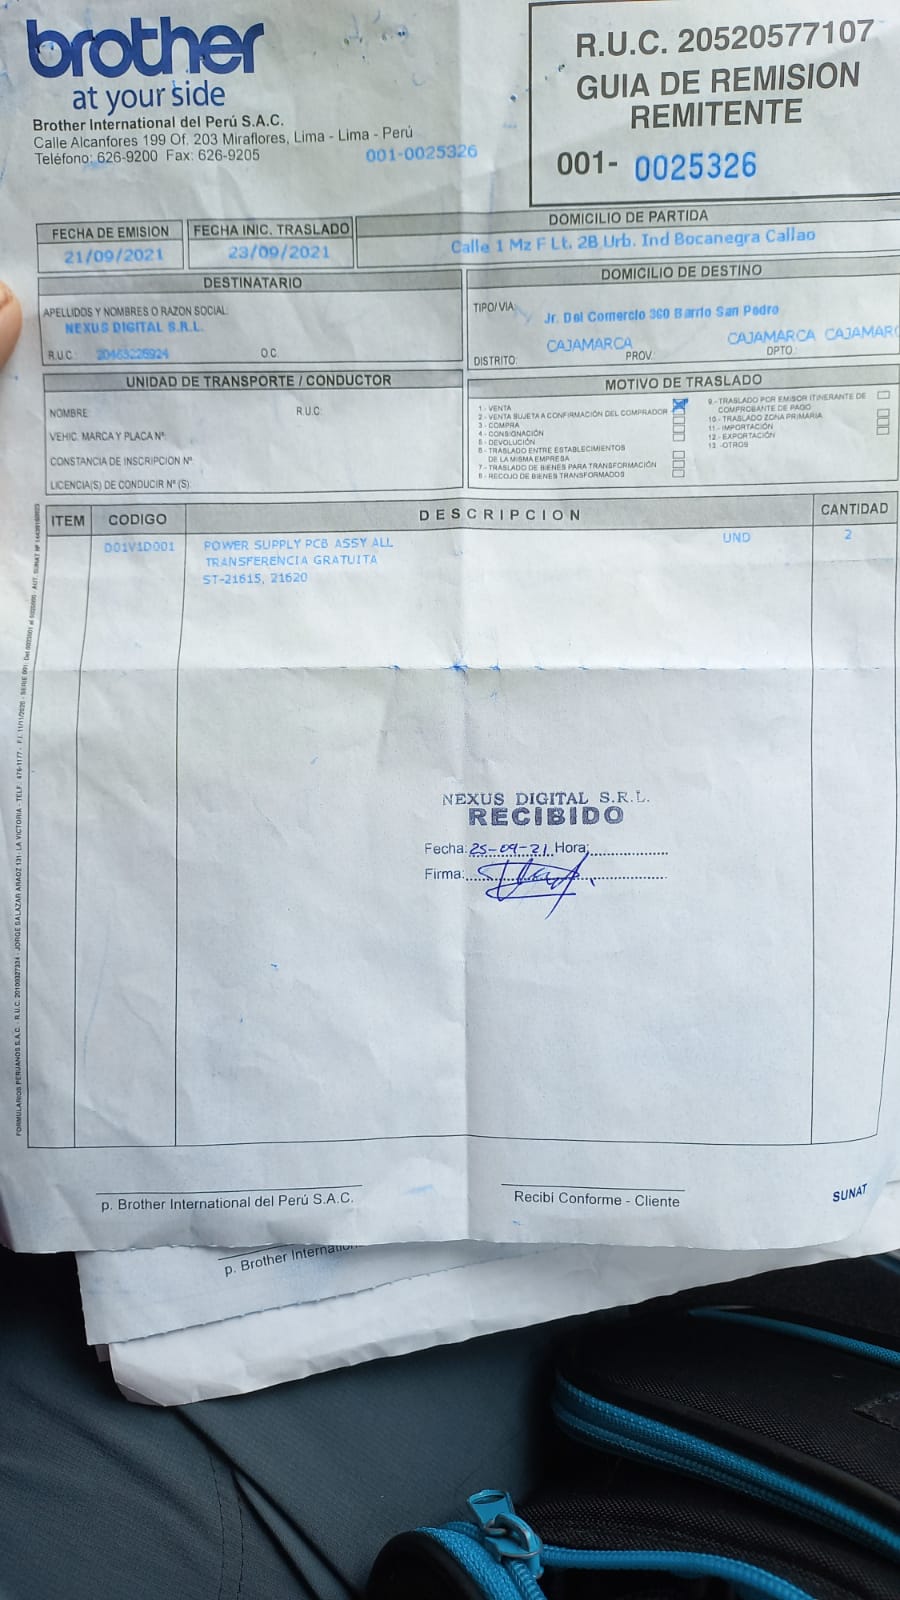 brother
at your side
Brother International del Perú S.A.C.
Calle Alcanfores 199 Of. 203 Miraflores, Lima - Lima - Perú
Teléfono: 626-9200 Fax: 626-9205
001-0025326
R.U.C. 20520577107
GUIA DE REMISION
REMITENTE
001- 0025326
FECHA DE EMISION
21/09/2021
FECHA INIC. TRASLADO
23/09/2021
DOMICILIO DE PARTIDA
Calle 1 Mz F Lt. 2B Urb. Ind Bocanegra Callao
DESTINATARIO
APELLIDOS Y NOMBRES O RAZON SOCIAL:
NEXUS DIGITAL S.R.L.
R.U.C.: O.C.
DOMICILIO DE DESTINO
TIPO/VIA: Jr. Del Comercio 360 Barrio San Pedro
CAJAMARCA CAJAMARCA CAJAMARC
DISTRITO: PROV.: DPTO.:
UNIDAD DE TRANSPORTE / CONDUCTOR
NOMBRE: R.U.C.:
VEHIC. MARCA Y PLACA Nº:
CONSTANCIA DE INSCRIPCION Nº
LICENCIA(S) DE CONDUCIR Nº (S):
MOTIVO DE TRASLADO
1.- VENTA
2.- VENTA SUJETA A CONFIRMACIÓN DEL COMPRADOR
3.- COMPRA
4.- CONSIGNACIÓN
5.- DEVOLUCIÓN
6.- TRASLADO ENTRE ESTABLECIMIENTOS
DE LA MISMA EMPRESA
7.- TRASLADO DE BIENES PARA TRANSFORMACIÓN
8.- RECOJO DE BIENES TRANSFORMADOS
9.- TRASLADO POR EMISOR ITINERANTE DE
COMPROBANTE DE PAGO
10.- TRASLADO ZONA PRIMARIA
11.- IMPORTACIÓN
12.- EXPORTACIÓN
13.- OTROS
ITEM CODIGO DESCRIPCION CANTIDAD
D01V1D001 POWER SUPPLY PCB ASSY ALL UND 2
TRANSFERENCIA GRATUITA
ST-21615, 21620
NEXUS DIGITAL S.R.L.
RECIBIDO
Fecha: 25-09-21 Hora:
Firma:
p. Brother International del Perú S.A.C.
Recibí Conforme - Cliente
SUNAT
p. Brother Internation